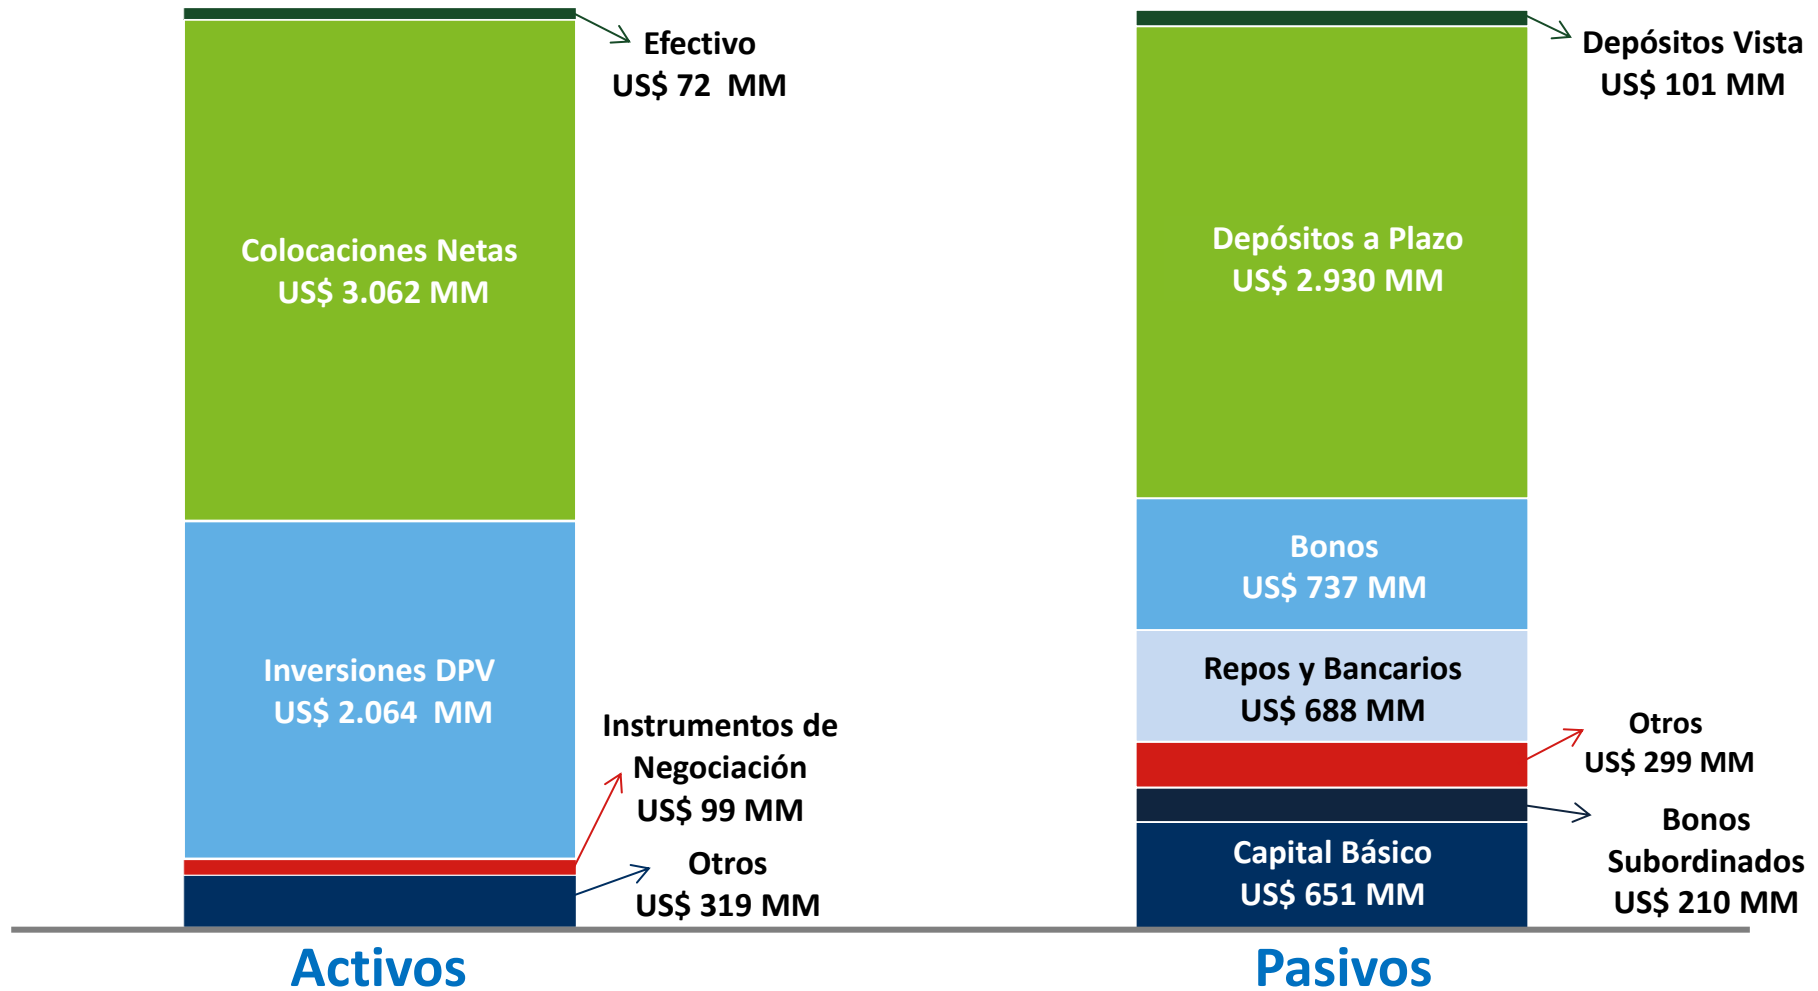 Efectivo
US$ 72 MM
Colocaciones Netas
US$ 3.062 MM
Inversiones DPV
US$ 2.064 MM
Instrumentos de
Negociación
US$ 99 MM
Otros
US$ 319 MM
Activos
Depósitos Vista
US$ 101 MM
Depósitos a Plazo
US$ 2.930 MM
Bonos
US$ 737 MM
Repos y Bancarios
US$ 688 MM
Otros
US$ 299 MM
Bonos
Subordinados
US$ 210 MM
Capital Básico
US$ 651 MM
Pasivos